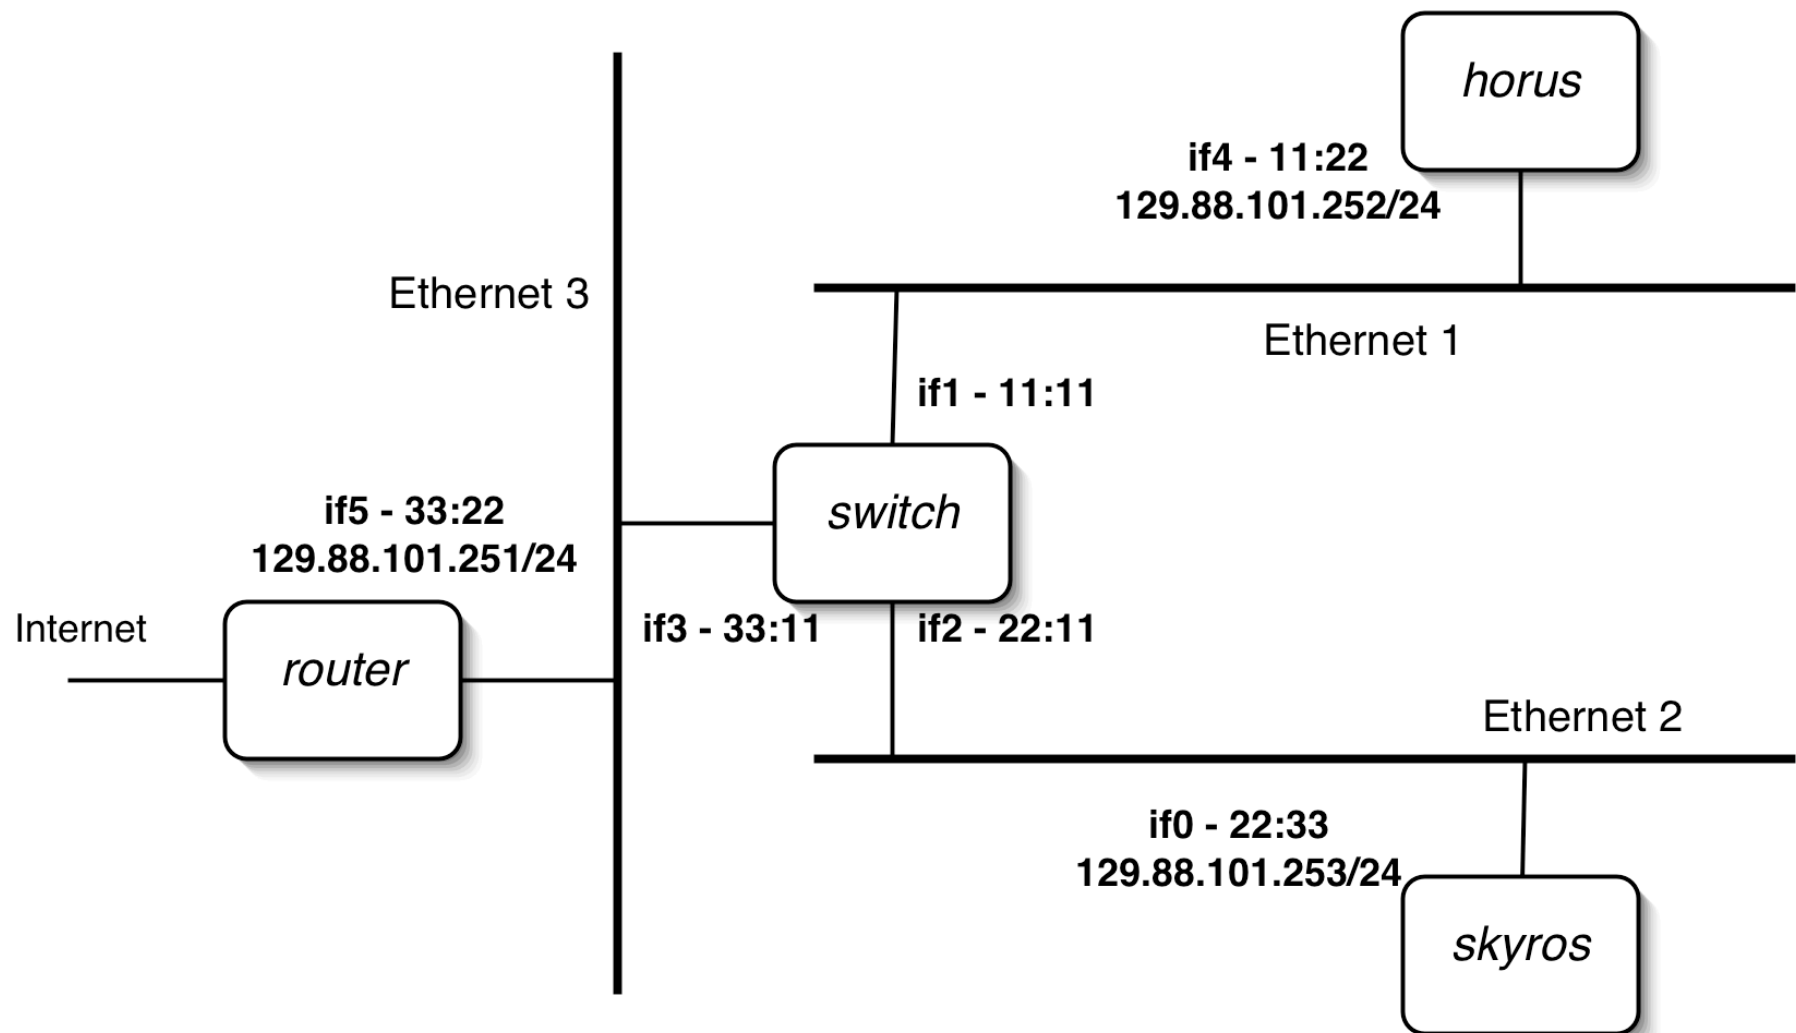 horus
if4 - 11:22
129.88.101.252/24
Ethernet 3
Ethernet 1
if1 - 11:11
if5 - 33:22
129.88.101.251/24
switch
Internet
router
if3 - 33:11
if2 - 22:11
Ethernet 2
if0 - 22:33
129.88.101.253/24
skyros